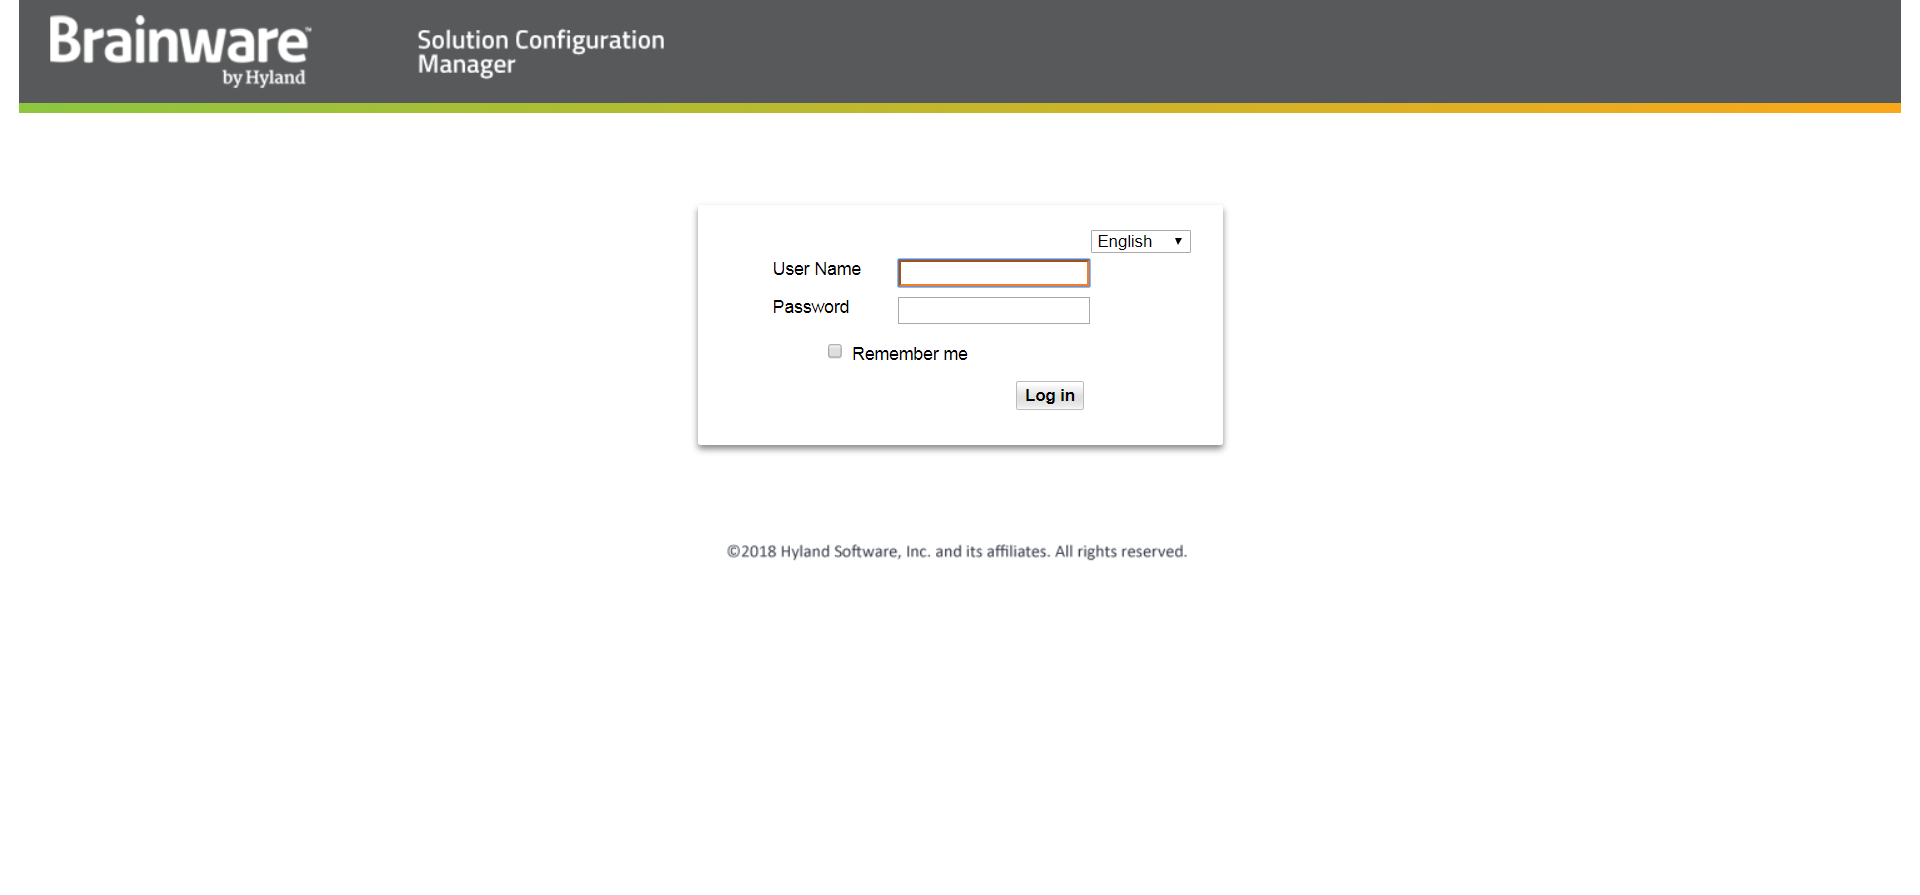 Brainware™
by Hyland
Solution Configuration
Manager
English
User Name
Password
Remember me
Log in
©2018 Hyland Software, Inc. and its affiliates. All rights reserved.